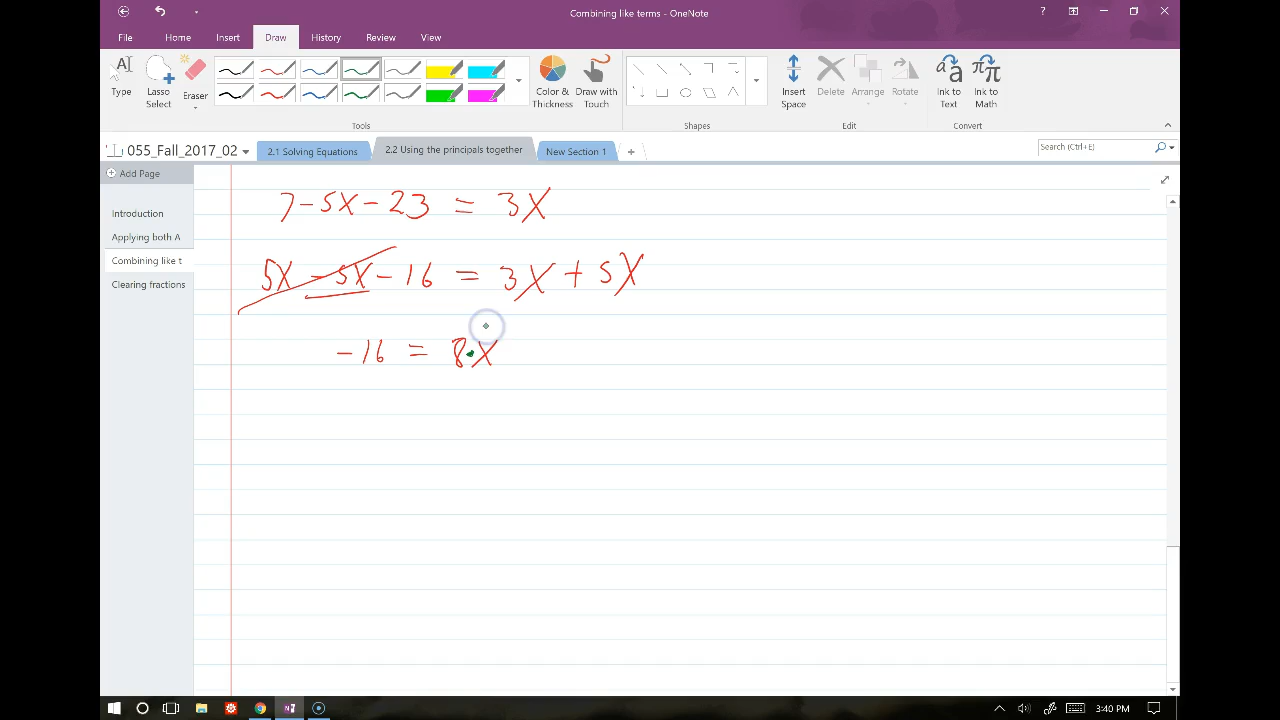 Combining like terms - OneNote
?
File Home Insert Draw History Review View
Type
Lasso Select
Eraser
Color & Thickness
Draw with Touch
Insert Space
Delete
Arrange
Rotate
Ink to Text
Ink to Math
Tools
Shapes
Edit
Convert
055_Fall_2017_02
2.1 Solving Equations
2.2 Using the principals together
New Section 1
+
Search (Ctrl+E)
Add Page
Introduction
Applying both A
Combining like t
Clearing fractions
7 - 5x - 23 = 3x
5x - 5x - 16 = 3x + 5x
-16 = 8·x
3:40 PM